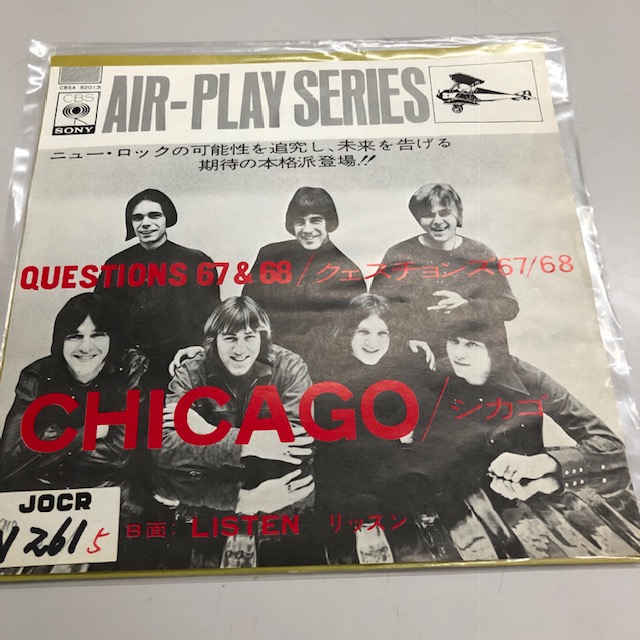 CBSA 82013
CBS
SONY
AIR-PLAY SERIES
ニュー・ロックの可能性を追究し、未来を告げる
期待の本格派登場!!
QUESTIONS 67 & 68/クェスチョンズ67/68
CHICAGO/シカゴ
JOCR
261 5
B面: LISTEN リッスン